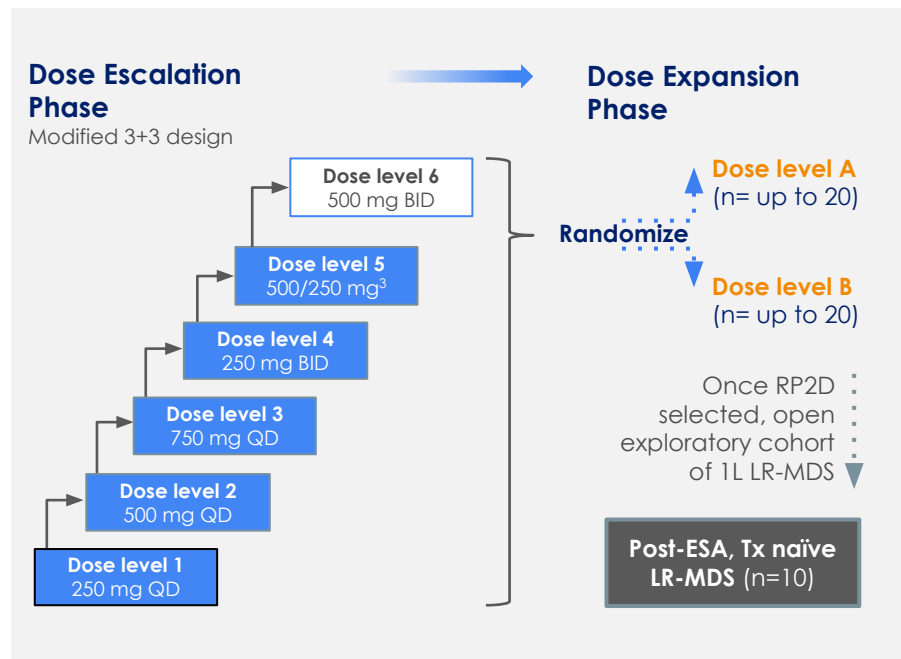 Dose Escalation
Phase
Modified 3+3 design
Dose level 6
500 mg BID
Dose level 5
500/250 mg³
Dose level 4
250 mg BID
Dose level 3
750 mg QD
Dose level 2
500 mg QD
Dose level 1
250 mg QD
Dose Expansion
Phase
Randomize
Dose level A
(n= up to 20)
Dose level B
(n= up to 20)
Once RP2D
selected, open
exploratory cohort
of 1L LR-MDS
Post-ESA, Tx naïve
LR-MDS (n=10)